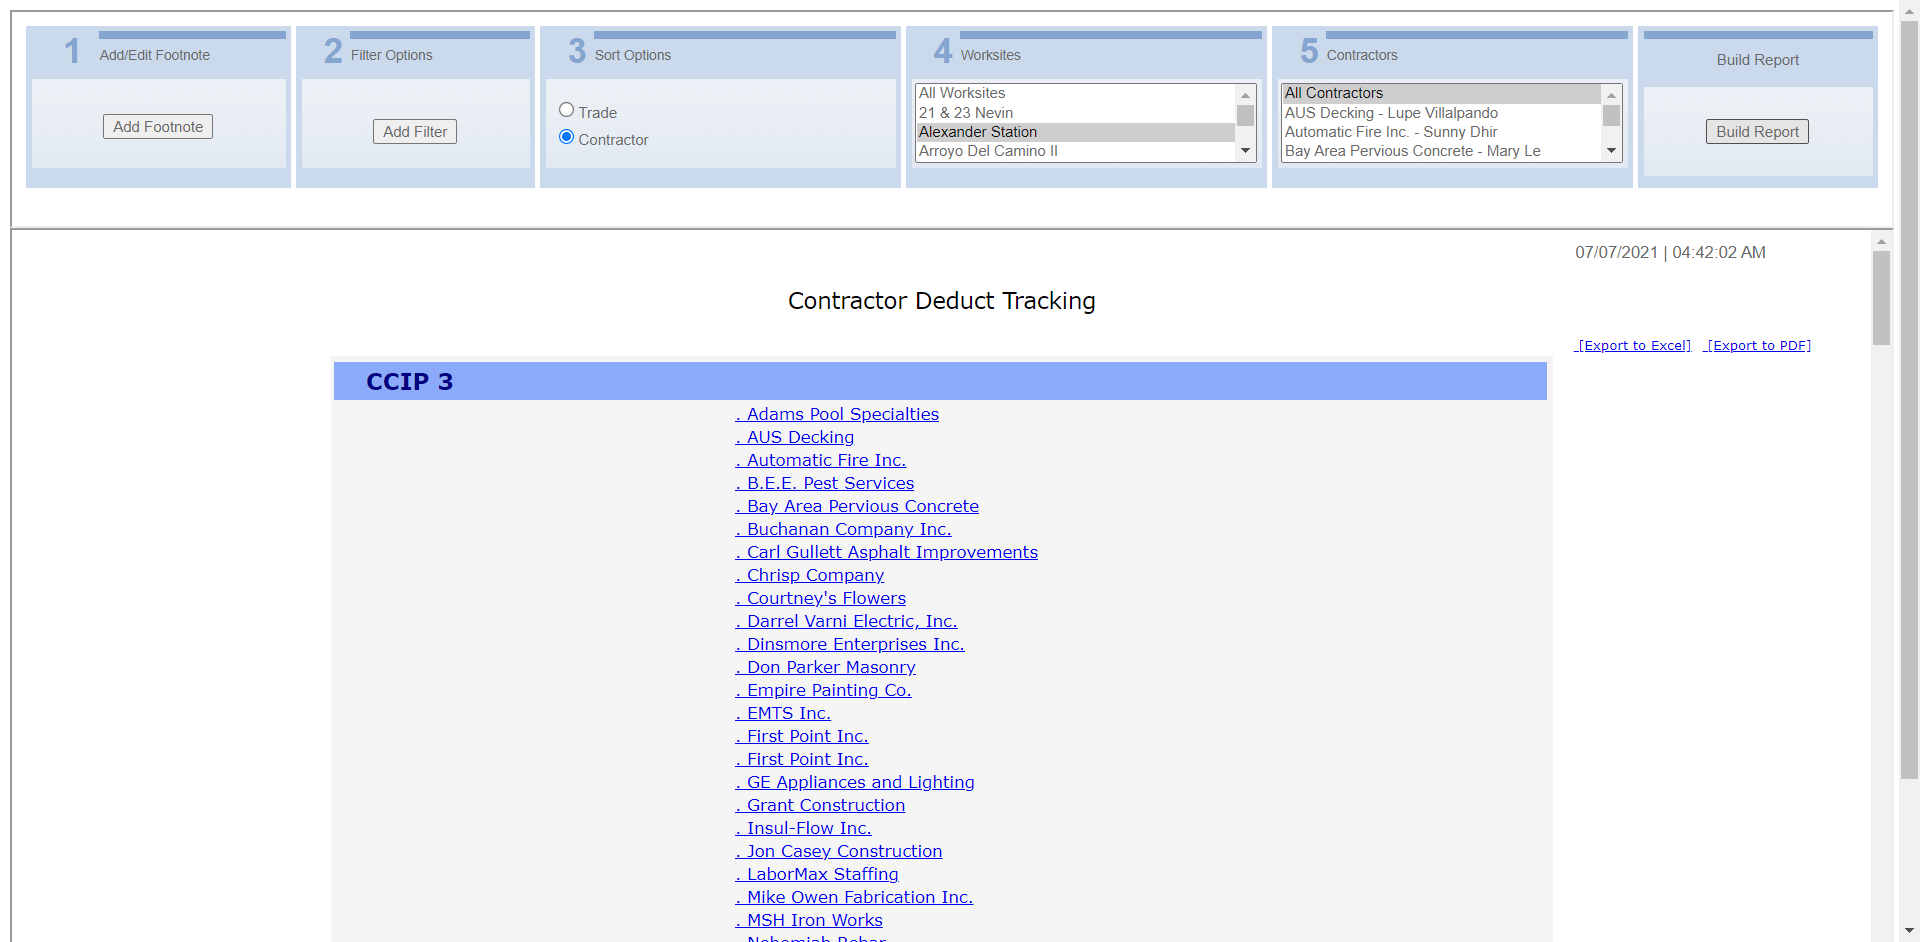 1 Add/Edit Footnote
Add Footnote
2 Filter Options
Add Filter
3 Sort Options
Trade
Contractor
4 Worksites
All Worksites
21 & 23 Nevin
Alexander Station
Arroyo Del Camino II
5 Contractors
All Contractors
AUS Decking - Lupe Villalpando
Automatic Fire Inc. - Sunny Dhir
Bay Area Pervious Concrete - Mary Le
Build Report
Build Report
07/07/2021 | 04:42:02 AM
Contractor Deduct Tracking
[Export to Excel] [Export to PDF]
CCIP 3
. Adams Pool Specialties
. AUS Decking
. Automatic Fire Inc.
. B.E.E. Pest Services
. Bay Area Pervious Concrete
. Buchanan Company Inc.
. Carl Gullett Asphalt Improvements
. Chrisp Company
. Courtney's Flowers
. Darrel Varni Electric, Inc.
. Dinsmore Enterprises Inc.
. Don Parker Masonry
. Empire Painting Co.
. EMTS Inc.
. First Point Inc.
. First Point Inc.
. GE Appliances and Lighting
. Grant Construction
. Insul-Flow Inc.
. Jon Casey Construction
. LaborMax Staffing
. Mike Owen Fabrication Inc.
. MSH Iron Works
. Nehemiah Rebar